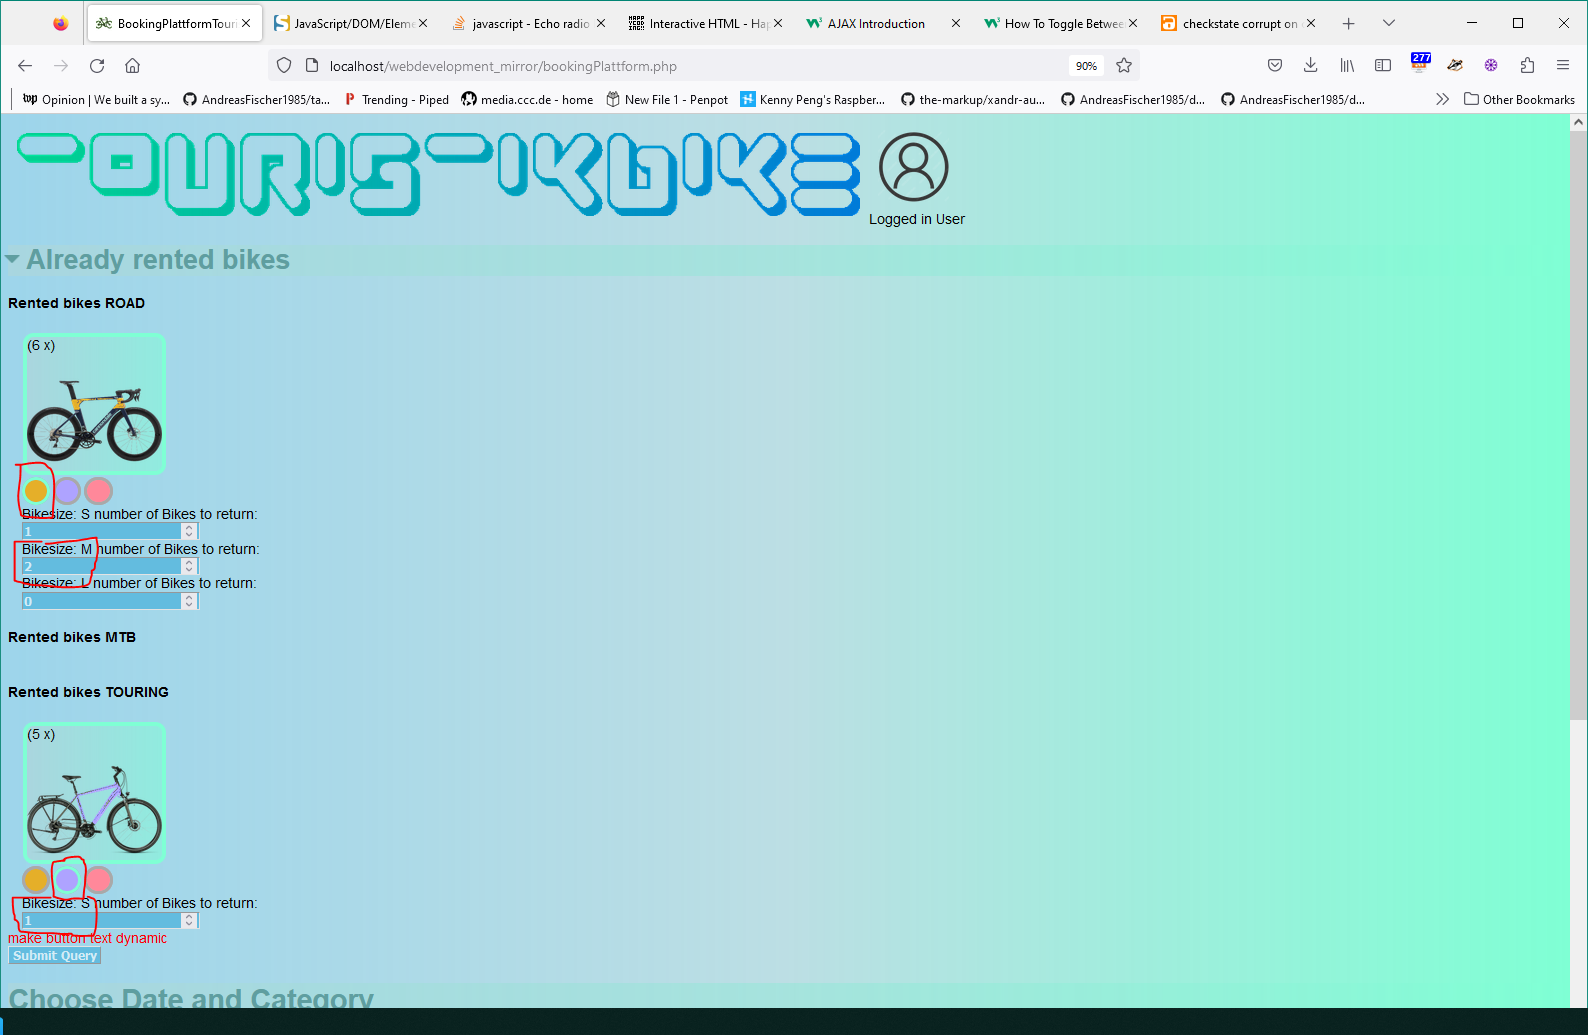 BookingPlattformTouri
JavaScript/DOM/Eleme
javascript - Echo radio
Interactive HTML - Hap
AJAX Introduction
How To Toggle Betwee
checkstate corrupt on
localhost/webdevelopment_mirror/bookingPlattform.php
90%
277
wp Opinion | We built a sy...
AndreasFischer1985/ta...
Trending - Piped
media.ccc.de - home
New File 1 - Penpot
Kenny Peng's Raspber...
the-markup/xandr-au...
AndreasFischer1985/d...
AndreasFischer1985/d...
Other Bookmarks
TOURISTIKBIKE
Logged in User
Already rented bikes
Rented bikes ROAD
(6 x)
Bikesize: S number of Bikes to return:
1
Bikesize: M number of Bikes to return:
2
Bikesize: L number of Bikes to return:
0
Rented bikes MTB
Rented bikes TOURING
(5 x)
Bikesize: S number of Bikes to return:
1
make button text dynamic
Submit Query
Choose Date and Category